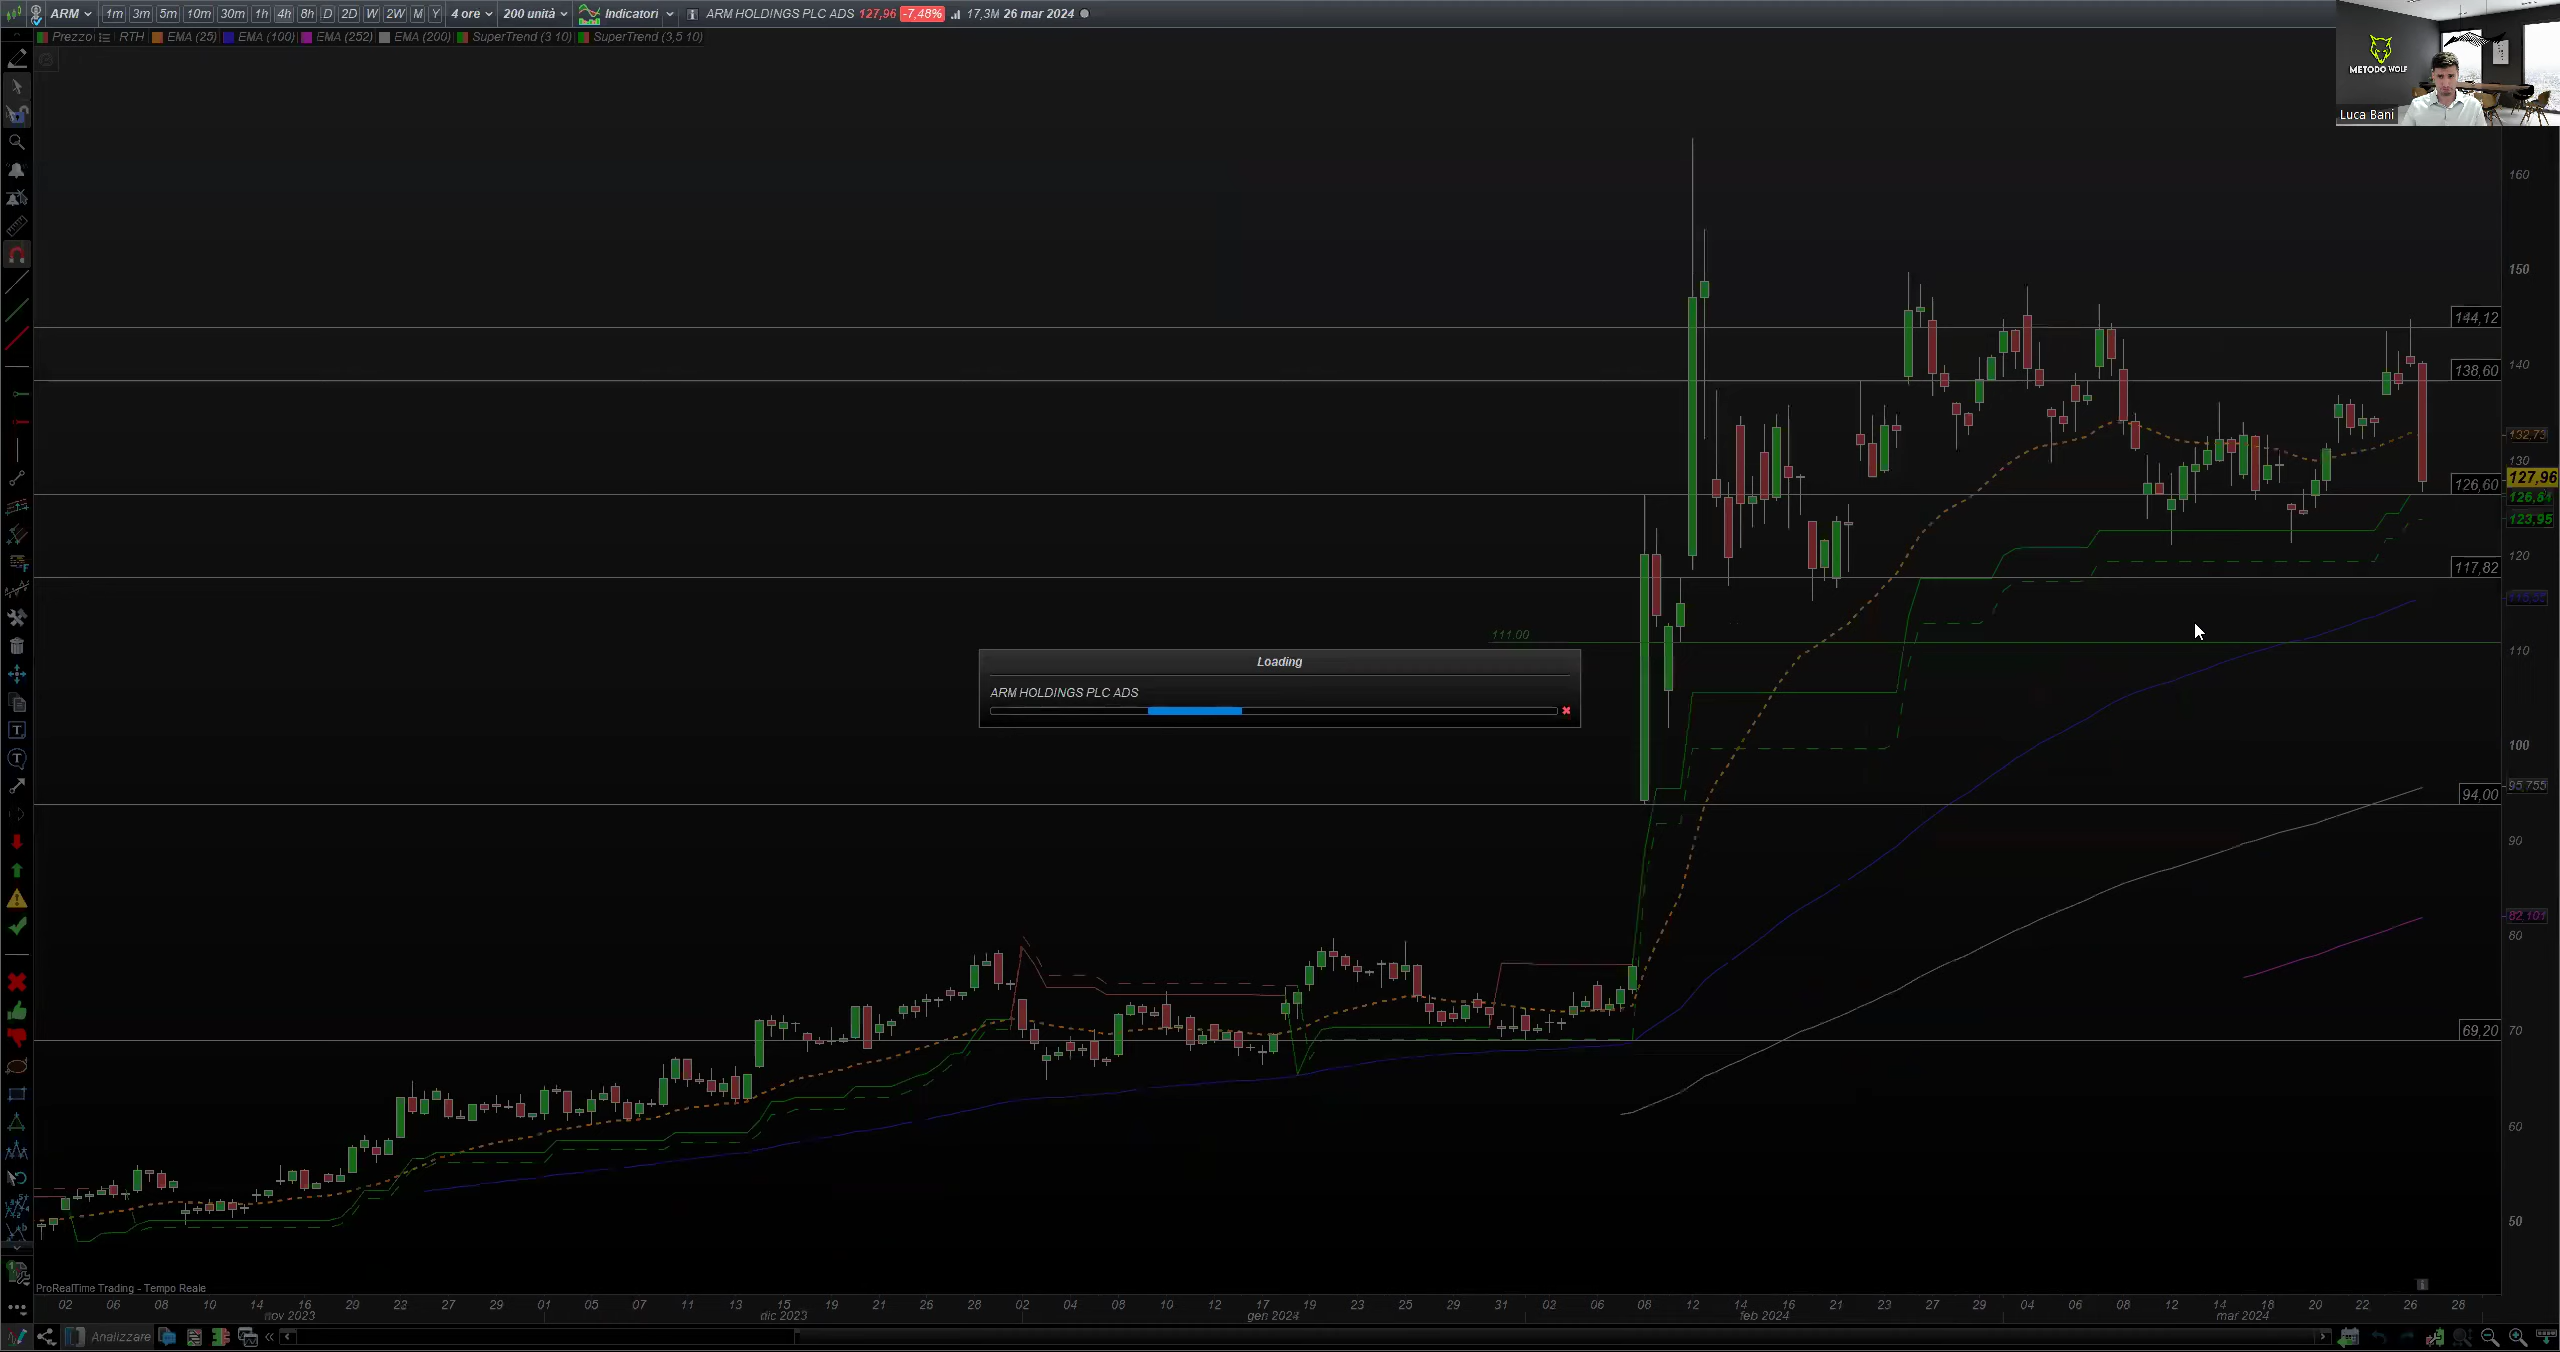 ARM 1m 3m 5m 10m 30m 1h 4h 8h D 2D W 2W M Y 4 ore 200 unità Indicatori ARM HOLDINGS PLC ADS 127,96 -7,48% 17,3M 26 mar 2024
Prezzo RTH EMA (25) EMA (100) EMA (252) EMA (200) SuperTrend (3 10) SuperTrend (3,5 10)
METODO WOLF
Luca Bani
160
150
144,12
140
138,60
132,73
130
127,96
126,60
123,95
120
117,82
111.00
110
Loading
ARM HOLDINGS PLC ADS
100
95,755
94,00
90
82,101
80
70
69,20
60
50
ProRealTime Trading - Tempo Reale
02 06 08 10 14 16 20 22 27 29 01 05 07 11 13 15 19 21 26 28 02 04 08 10 12 17 19 23 25 29 31 02 06 08 12 14 16 21 23 27 29 04 06 08 12 14 18 20 22 26 28
nov 2023 dic 2023 gen 2024 feb 2024 mar 2024
Analizzare